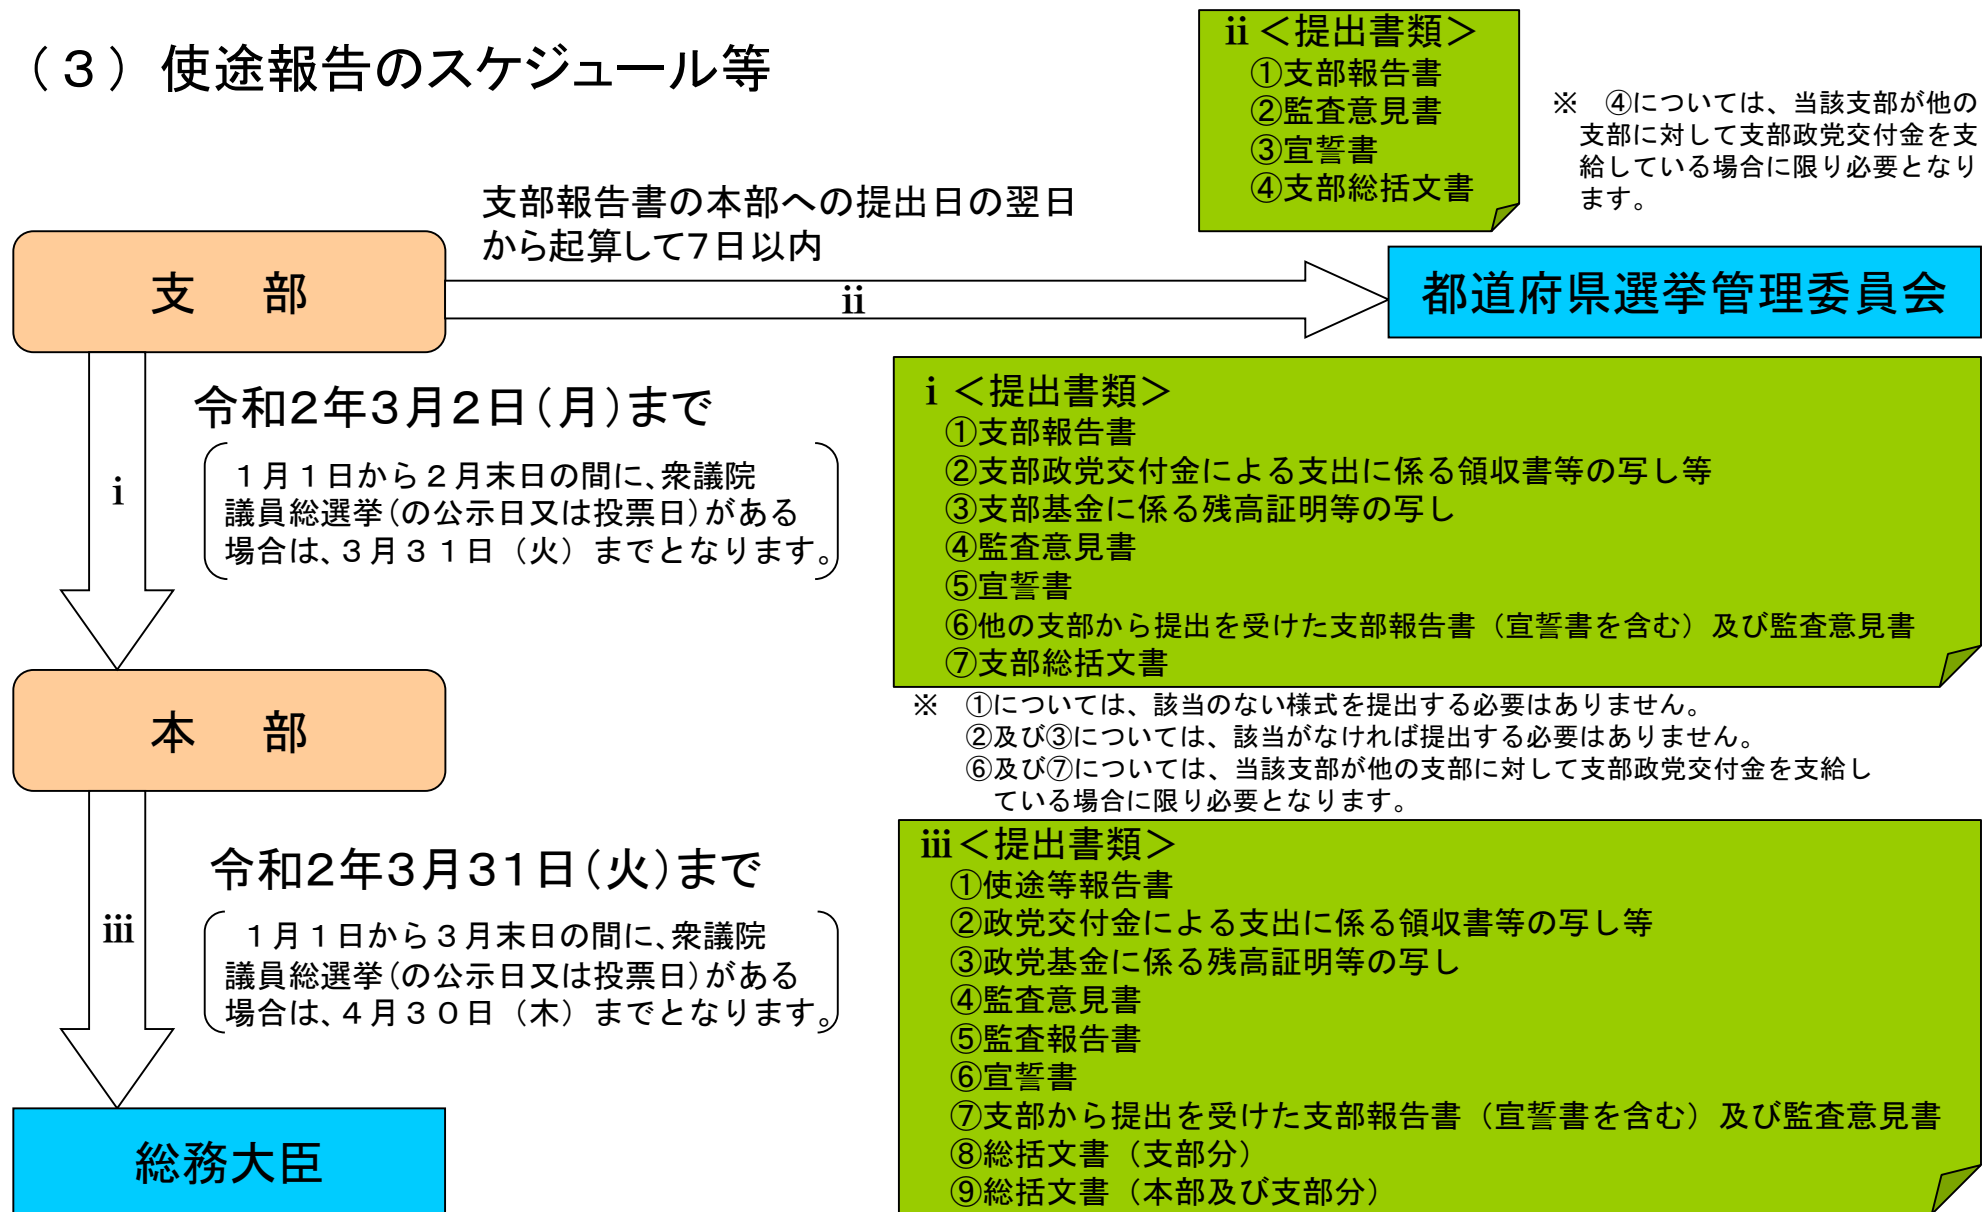 （３）使途報告のスケジュール等
ⅱ＜提出書類＞
①支部報告書
②監査意見書
③宣誓書
④支部総括文書
※　④については、当該支部が他の
支部に対して支部政党交付金を支
給している場合に限り必要となり
ます。
支部報告書の本部への提出日の翌日
から起算して7日以内
支　部
ⅱ
都道府県選挙管理委員会
ⅰ
令和2年3月2日（月）まで
１月１日から２月末日の間に、衆議院
議員総選挙（の公示日又は投票日）がある
場合は、３月３１日（火）までとなります。
ⅰ＜提出書類＞
①支部報告書
②支部政党交付金による支出に係る領収書等の写し等
③支部基金に係る残高証明等の写し
④監査意見書
⑤宣誓書
⑥他の支部から提出を受けた支部報告書（宣誓書を含む）及び監査意見書
⑦支部総括文書
※　①については、該当のない様式を提出する必要はありません。
②及び③については、該当がなければ提出する必要はありません。
⑥及び⑦については、当該支部が他の支部に対して支部政党交付金を支給し
ている場合に限り必要となります。
本　部
ⅲ
令和2年3月31日（火）まで
１月１日から３月末日の間に、衆議院
議員総選挙（の公示日又は投票日）がある
場合は、４月３０日（木）までとなります。
ⅲ＜提出書類＞
①使途等報告書
②政党交付金による支出に係る領収書等の写し等
③政党基金に係る残高証明等の写し
④監査意見書
⑤監査報告書
⑥宣誓書
⑦支部から提出を受けた支部報告書（宣誓書を含む）及び監査意見書
⑧総括文書（支部分）
⑨総括文書（本部及び支部分）
総務大臣